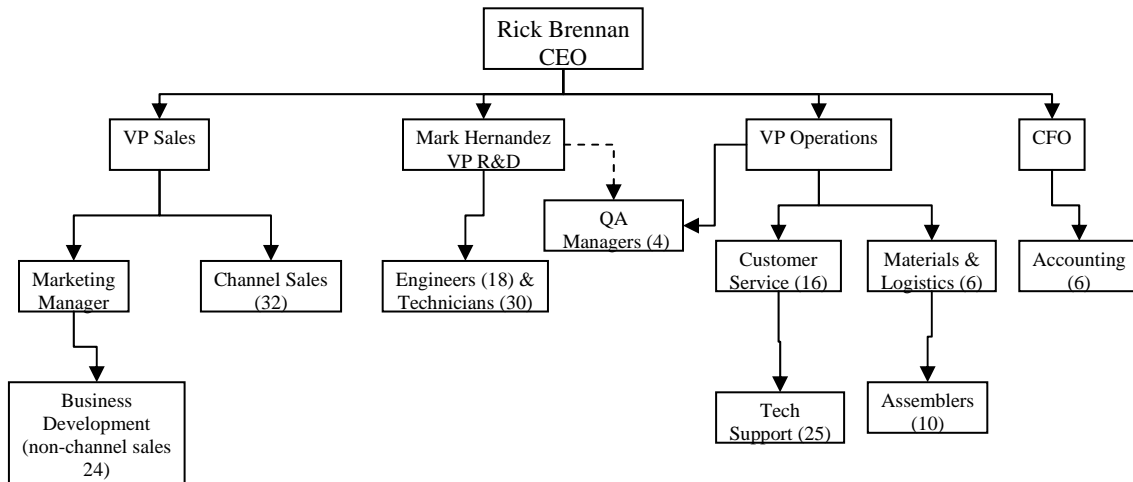 Rick Brennan
CEO
VP Sales
Mark Hernandez
VP R&D
VP Operations
CFO
QA
Managers (4)
Marketing
Manager
Channel Sales
(32)
Engineers (18) &
Technicians (30)
Customer
Service (16)
Materials &
Logistics (6)
Accounting
(6)
Business
Development
(non-channel sales
24)
Tech
Support (25)
Assemblers
(10)